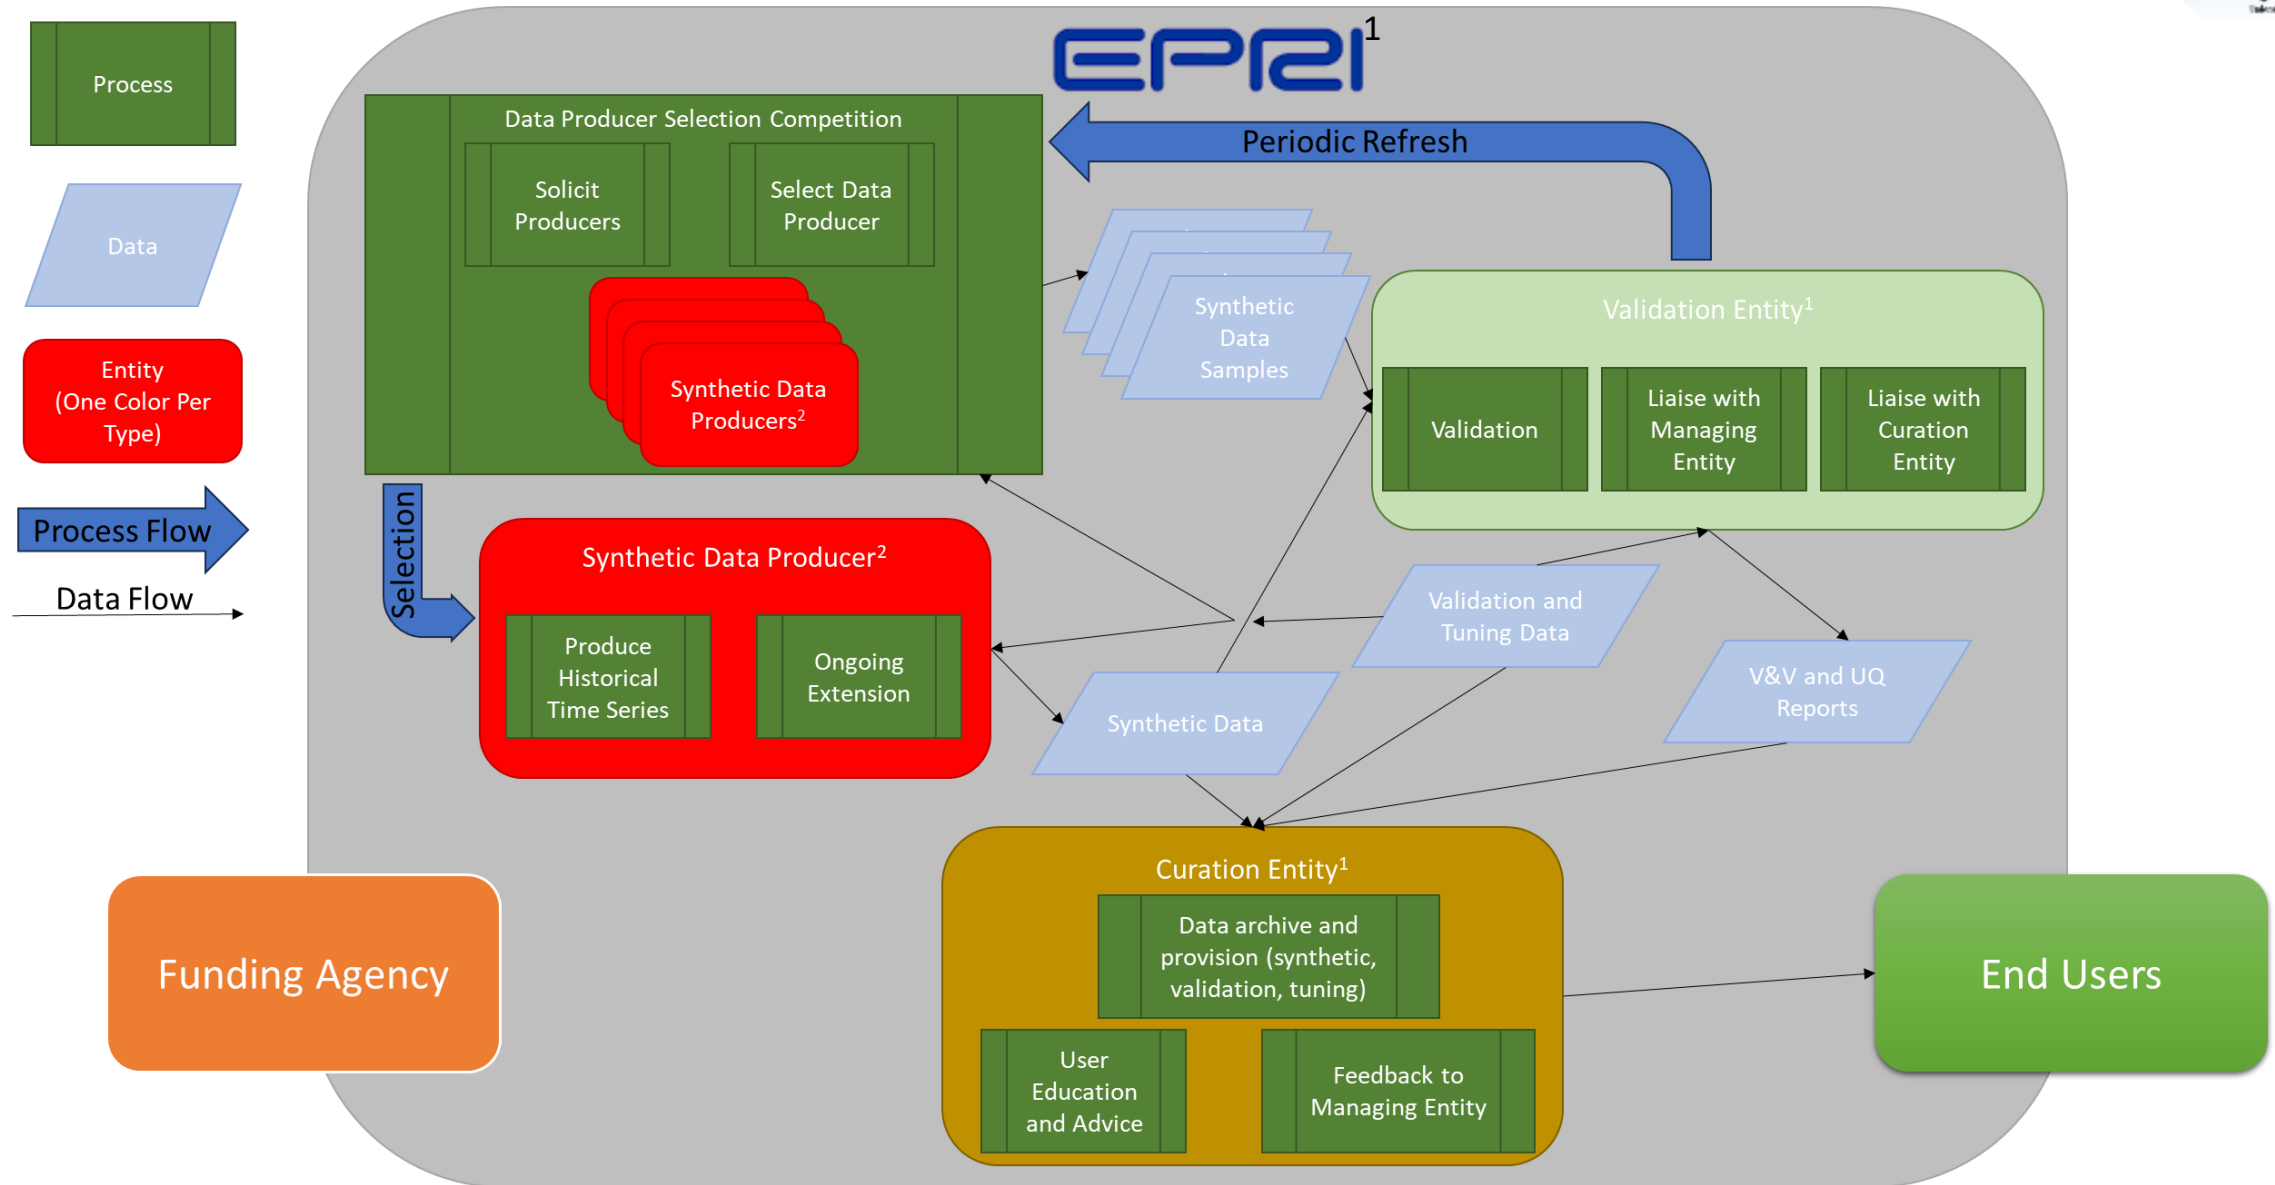 Process
Data
Entity
(One Color Per
Type)
Process Flow
Data Flow
EPRI1
Data Producer Selection Competition
Solicit
Producers
Select Data
Producer
Synthetic Data
Producers2
Periodic Refresh
Synthetic
Data
Samples
Validation Entity1
Validation
Liaise with
Managing
Entity
Liaise with
Curation
Entity
Selection
Synthetic Data Producer2
Produce
Historical
Time Series
Ongoing
Extension
Validation and
Tuning Data
Synthetic Data
V&V and UQ
Reports
Curation Entity1
Data archive and
provision (synthetic,
validation, tuning)
User
Education
and Advice
Feedback to
Managing Entity
Funding Agency
End Users